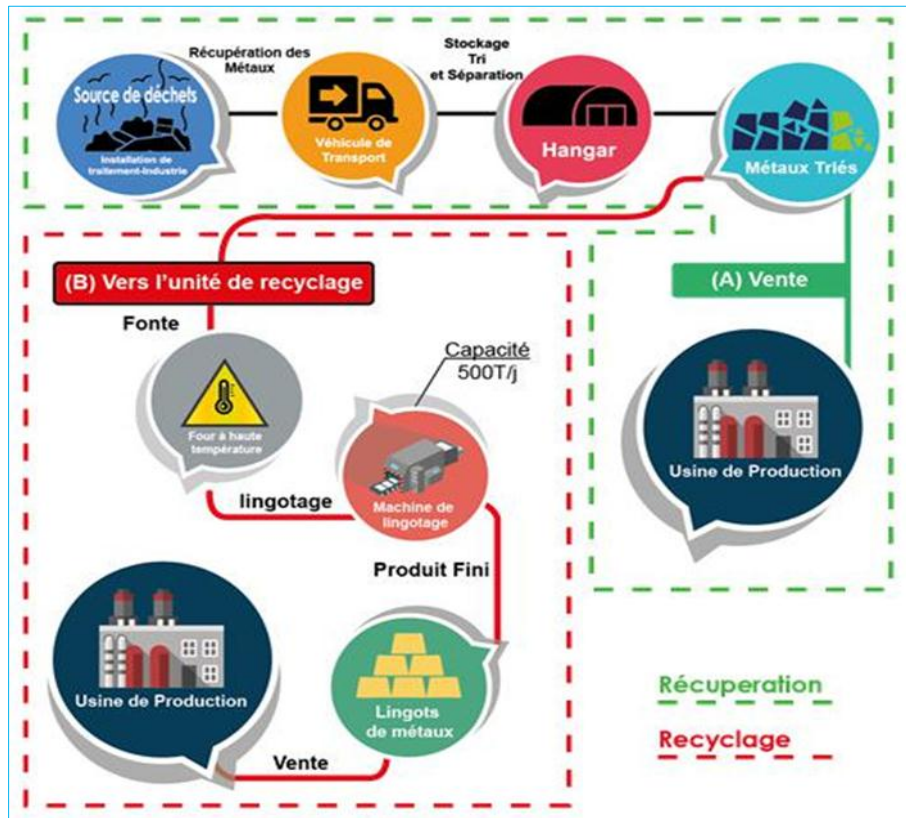 Récupération des
Métaux
Stockage
Tri
et Séparation
Source de déchets
Installation de
traitement-Industrie
Véhicule de
Transport
Hangar
Métaux Triés
(B) Vers l'unité de recyclage
(A) Vente
Fonte
Capacité
500T/j
Four à haute
température
Usine de Production
lingotage
Machine de
lingotage
Produit Fini
Usine de Production
Lingots
de métaux
Vente
Récuperation
Recyclage